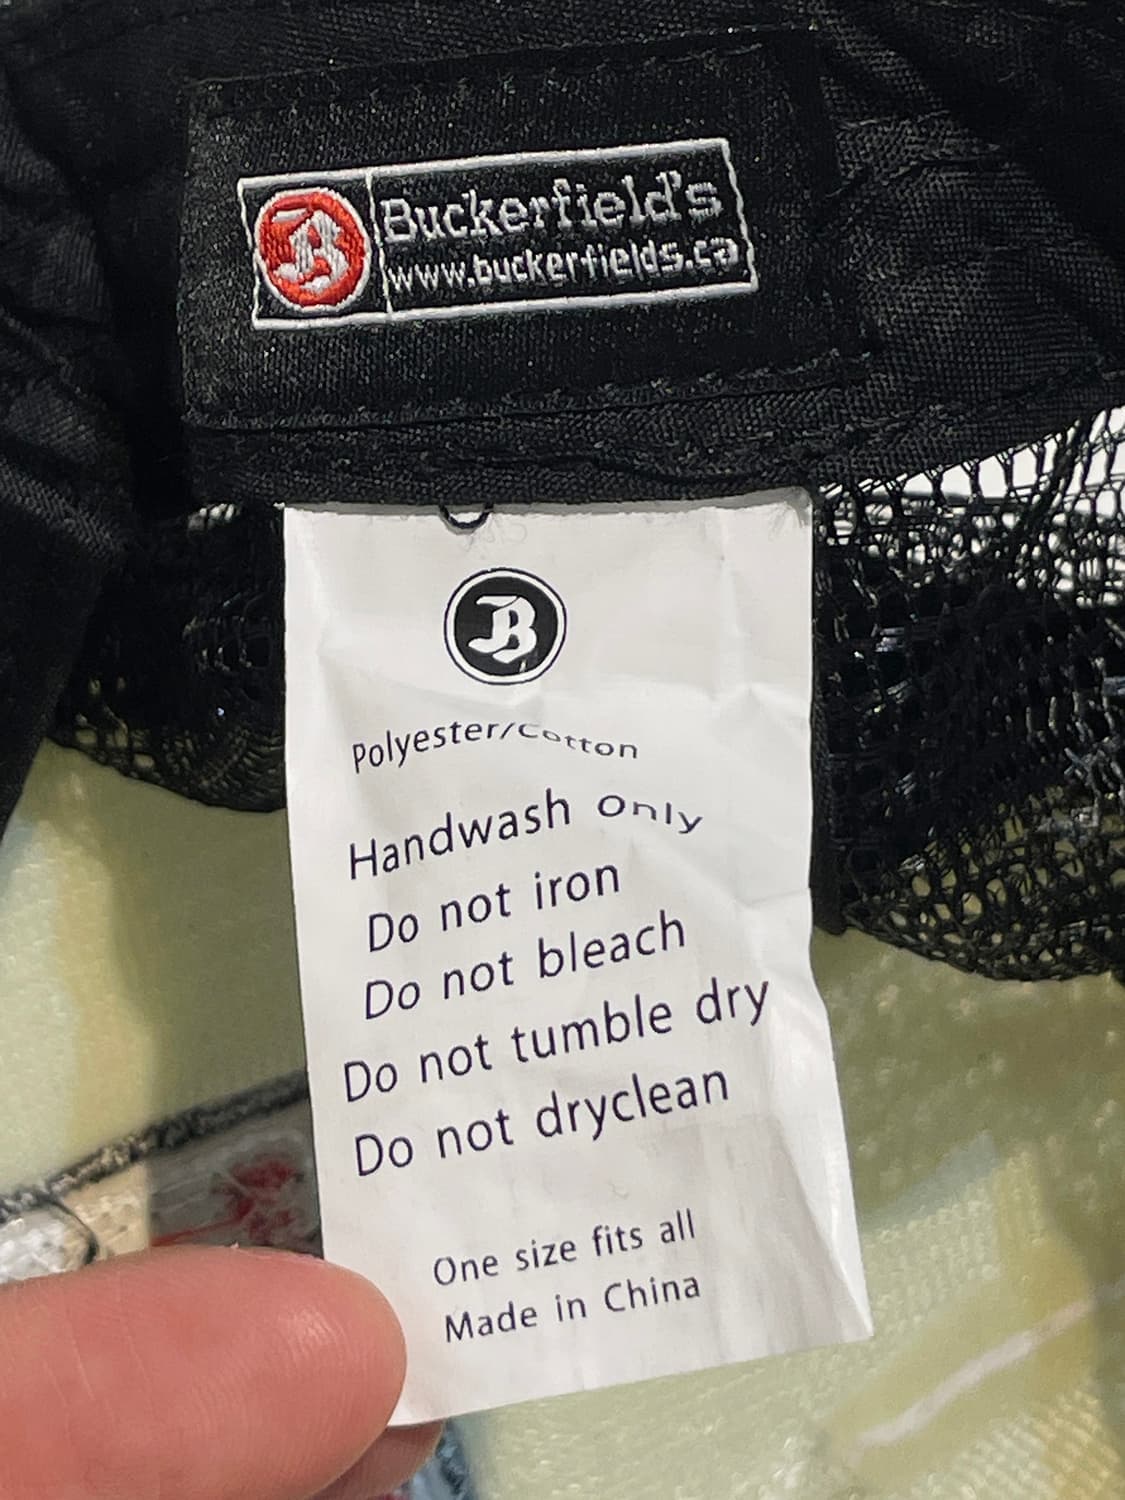 B
Buckerfield's
www.buckerfields.ca
B
Polyester/Cotton
Handwash only
Do not iron
Do not bleach
Do not tumble dry
Do not dryclean
One size fits all
Made in China